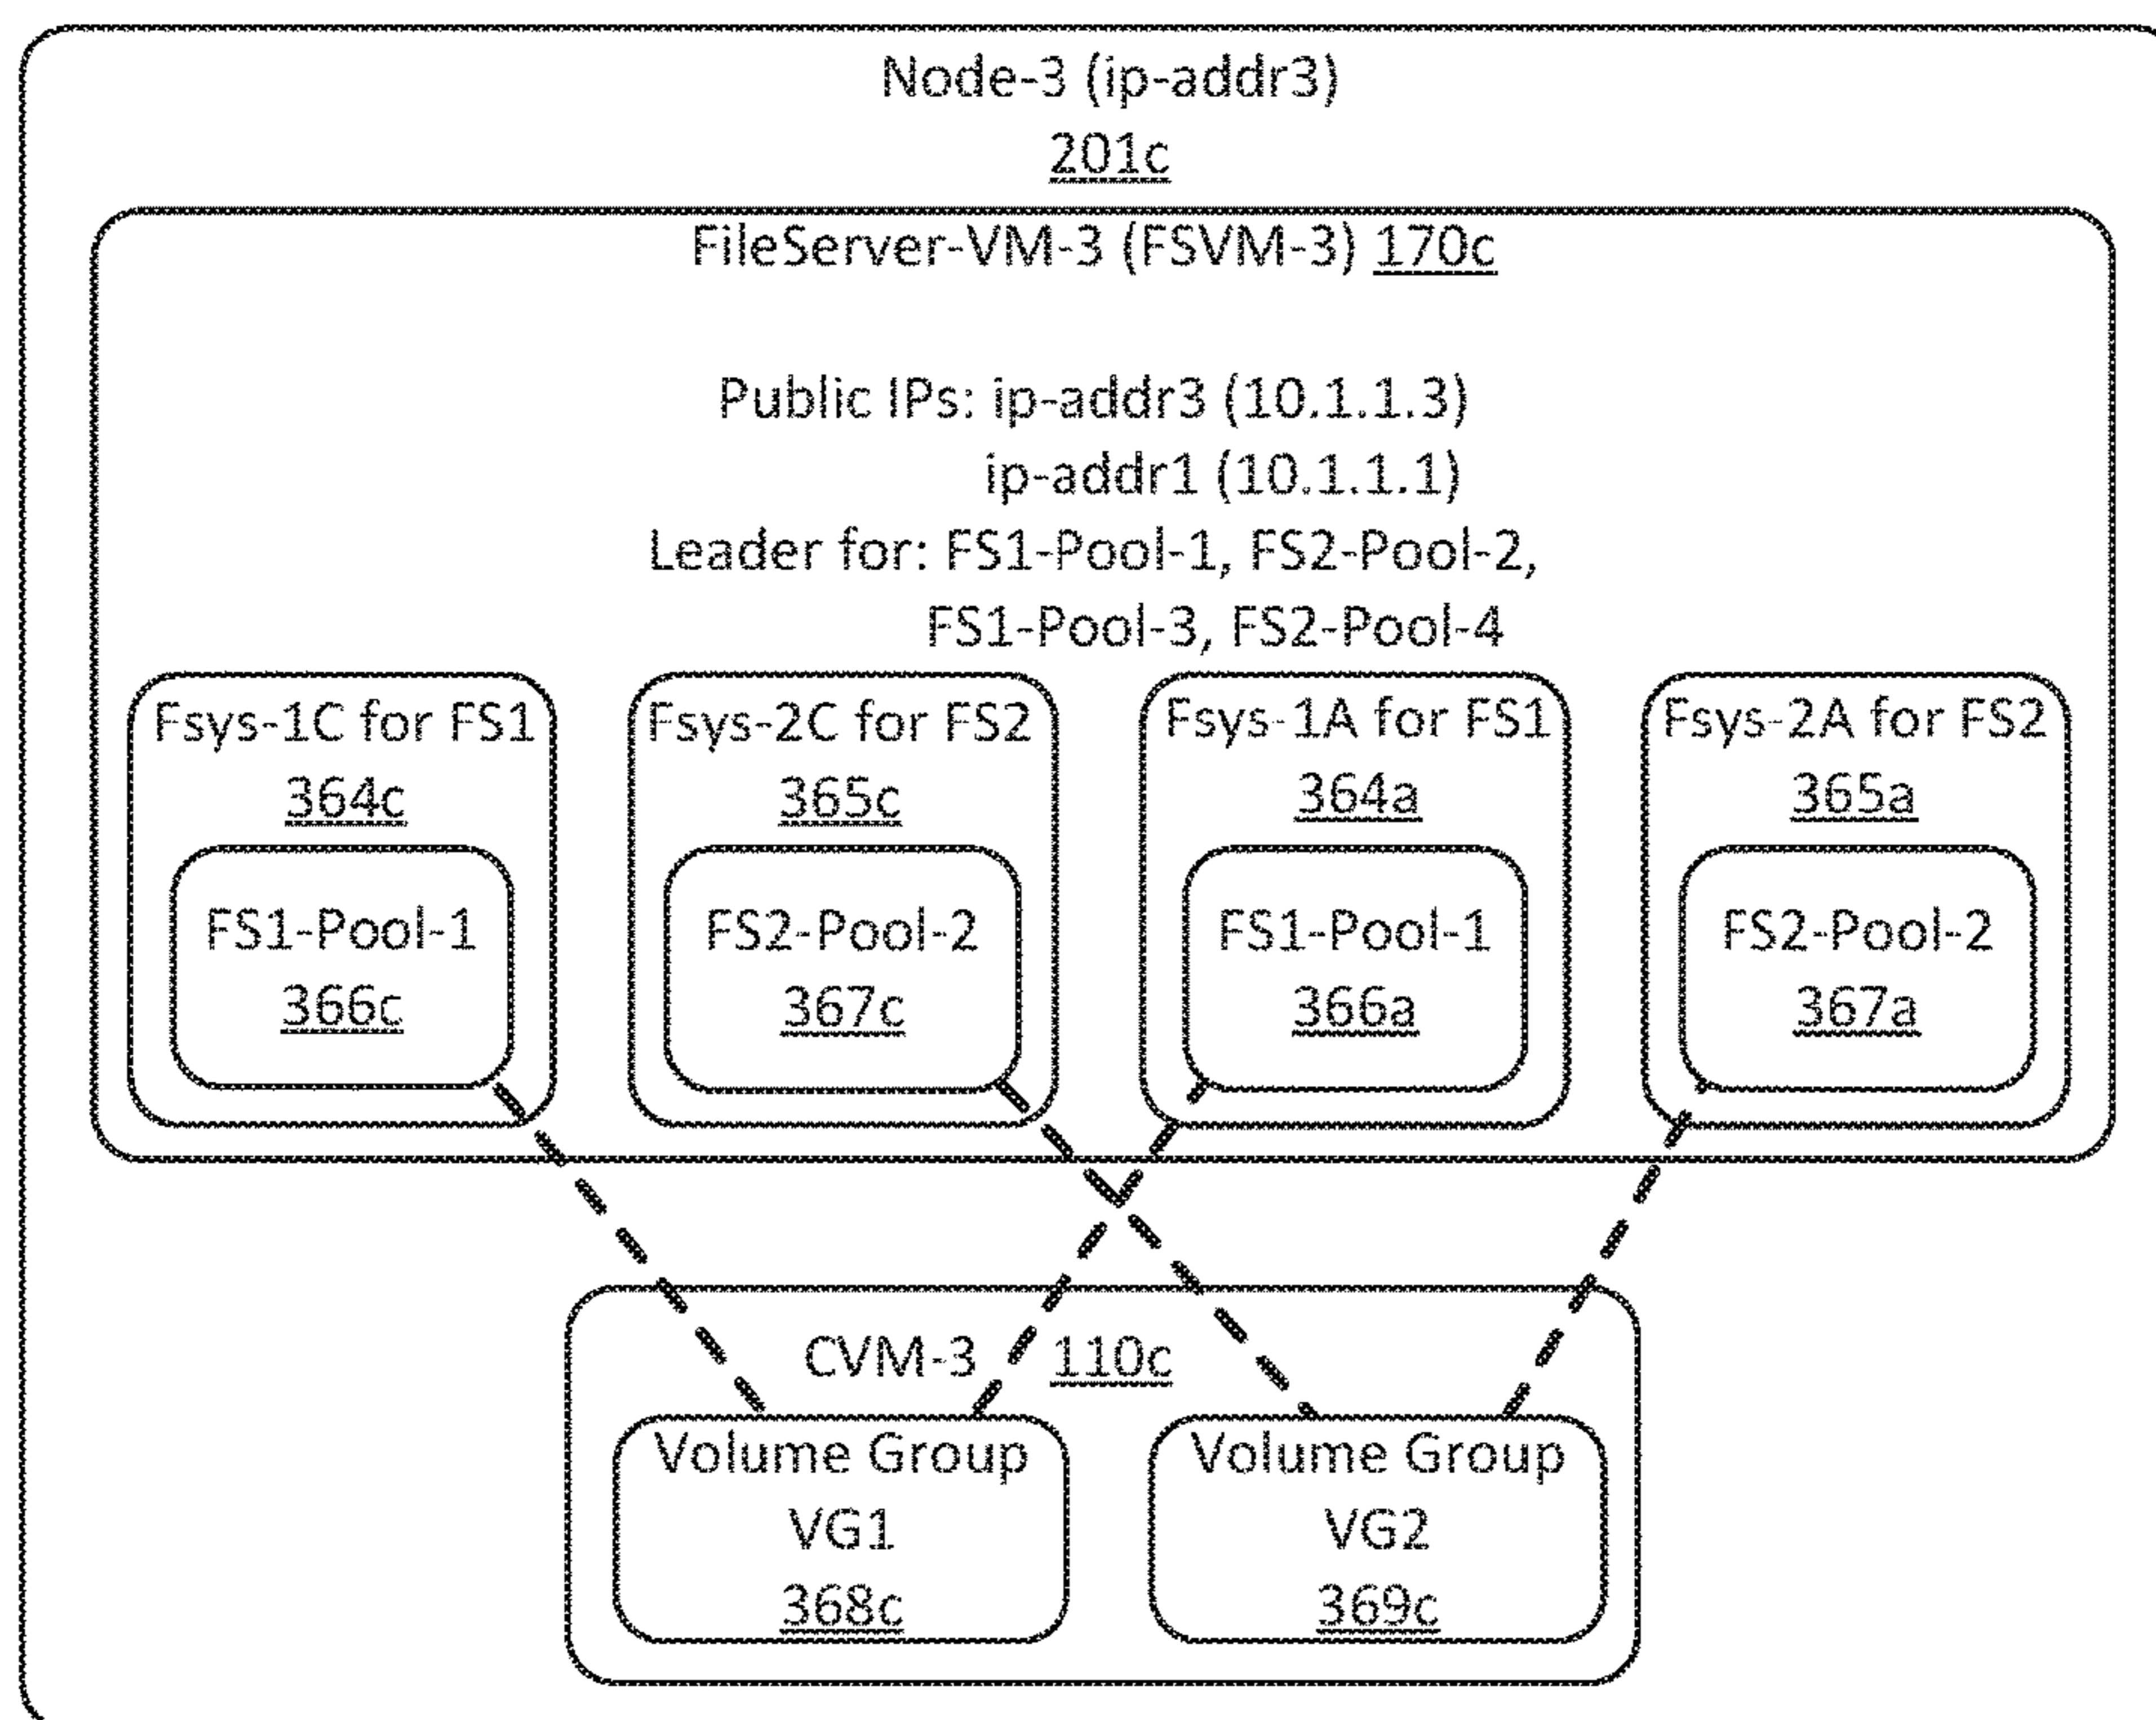 Node-3 (ip-addr3)
201c
FileServer-VM-3 (FSVM-3) 170c
Public IPs: ip-addr3 (10.1.1.3)
ip-addr1 (10.1.1.1)
Leader for: FS1-Pool-1, FS2-Pool-2,
FS1-Pool-3, FS2-Pool-4
Fsys-1C for FS1
364c
FS1-Pool-1
366c
Fsys-2C for FS2
365c
FS2-Pool-2
367c
Fsys-1A for FS1
364a
FS1-Pool-1
366a
Fsys-2A for FS2
365a
FS2-Pool-2
367a
CVM-3 110c
Volume Group
VG1
368c
Volume Group
VG2
369c